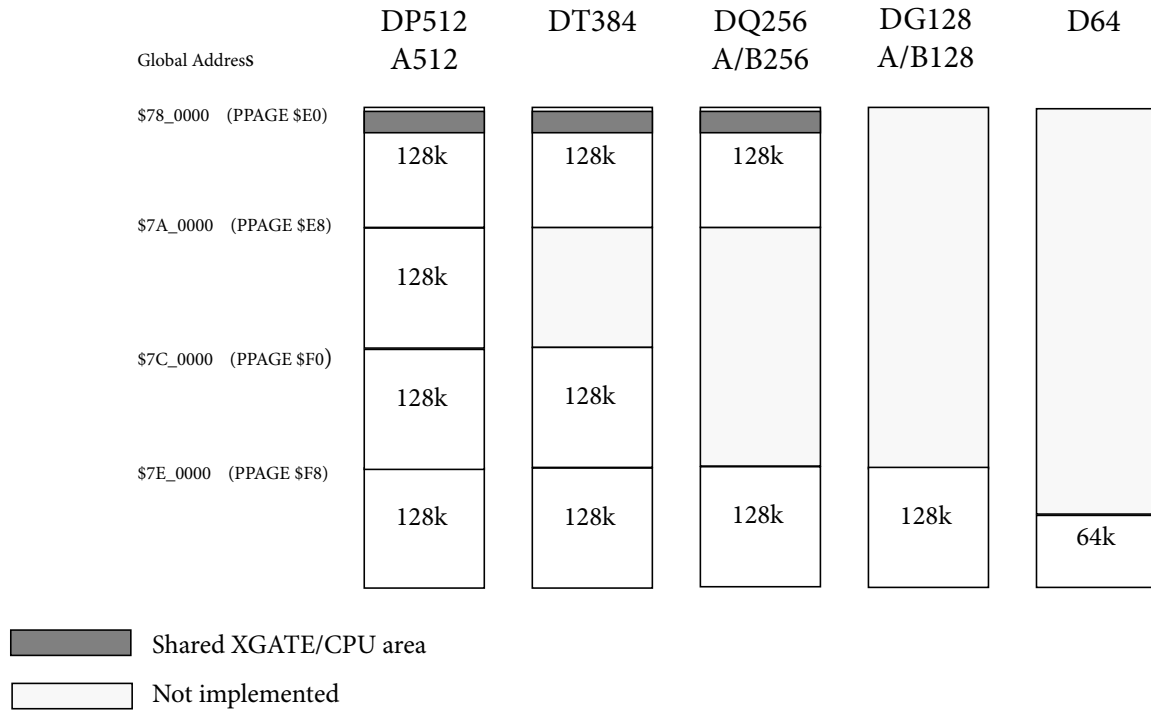 DP512 DT384 DQ256 DG128 D64
Global Address A512 A/B256 A/B128
$78_0000 (PPAGE $E0)
128k 128k 128k
$7A_0000 (PPAGE $E8)
128k
$7C_0000 (PPAGE $F0)
128k 128k
$7E_0000 (PPAGE $F8)
128k 128k 128k 128k
64k
Shared XGATE/CPU area
Not implemented